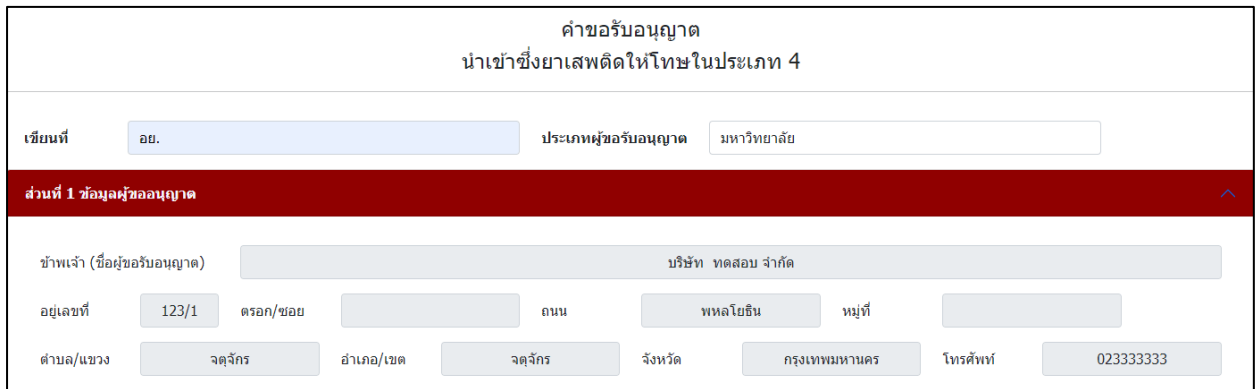 คำขอรับอนุญาต
นำเข้าซึ่งยาเสพติดให้โทษในประเภท 4
เขียนที่ อย. ประเภทผู้ขอรับอนุญาต มหาวิทยาลัย
ส่วนที่ 1 ข้อมูลผู้ขออนุญาต
ข้าพเจ้า (ชื่อผู้ขอรับอนุญาต) บริษัท ทดสอบ จำกัด
อยู่เลขที่ 123/1 ตรอก/ซอย ถนน พหลโยธิน หมู่ที่
ตำบล/แขวง จตุจักร อำเภอ/เขต จตุจักร จังหวัด กรุงเทพมหานคร โทรศัพท์ 023333333